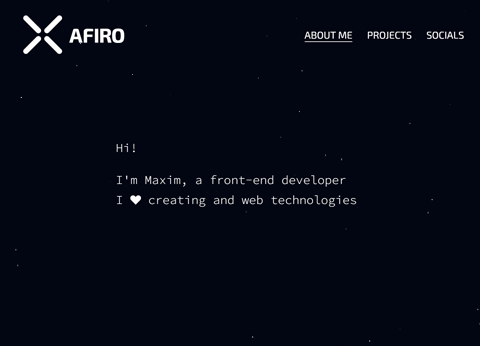 AFIRO
ABOUT ME PROJECTS SOCIALS
Hi!
I'm Maxim, a front-end developer
I ♥ creating and web technologies